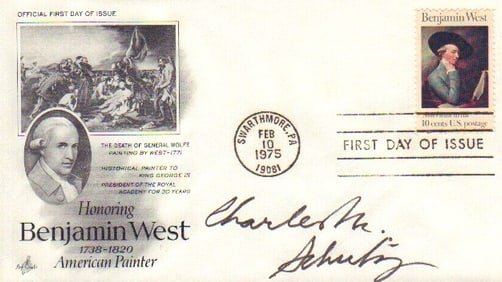 OFFICIAL FIRST DAY OF ISSUE
THE DEATH OF GENERAL WOLFE
PAINTING BY WEST-1771
HISTORICAL PAINTER TO
KING GEORGE III
PRESIDENT OF THE ROYAL
ACADEMY FOR 20 YEARS
Honoring
Benjamin West
1738-1820
American Painter
Benjamin West
10 cents U.S. postage
SWARTHMORE, PA
FEB
10
1975
19081
FIRST DAY OF ISSUE
Charles M.
Schulz